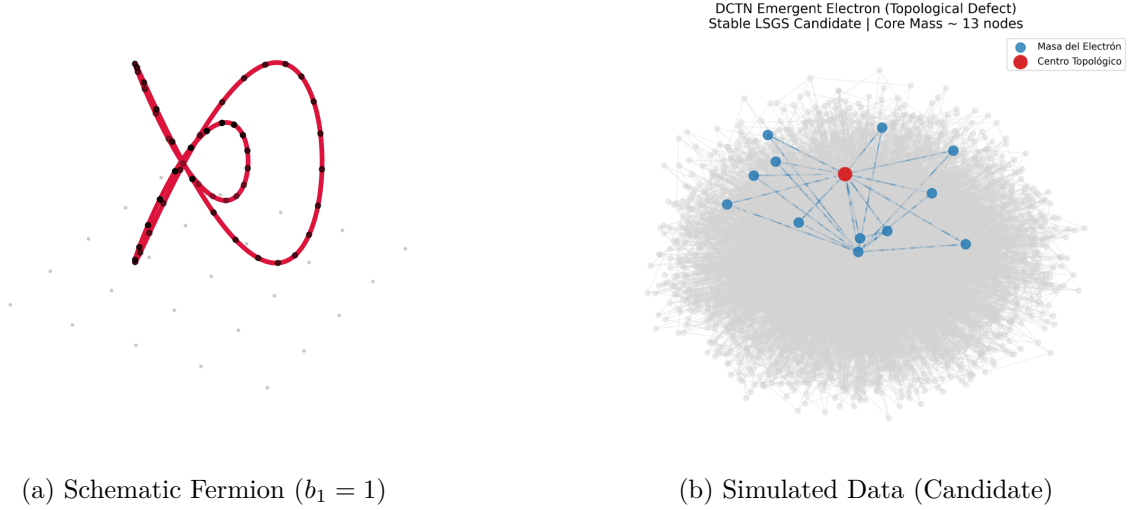 DCTN Emergent Electron (Topological Defect)
Stable LSGS Candidate | Core Mass ~ 13 nodes
Masa del Electrón
Centro Topológico
(a) Schematic Fermion (b₁ = 1)
(b) Simulated Data (Candidate)